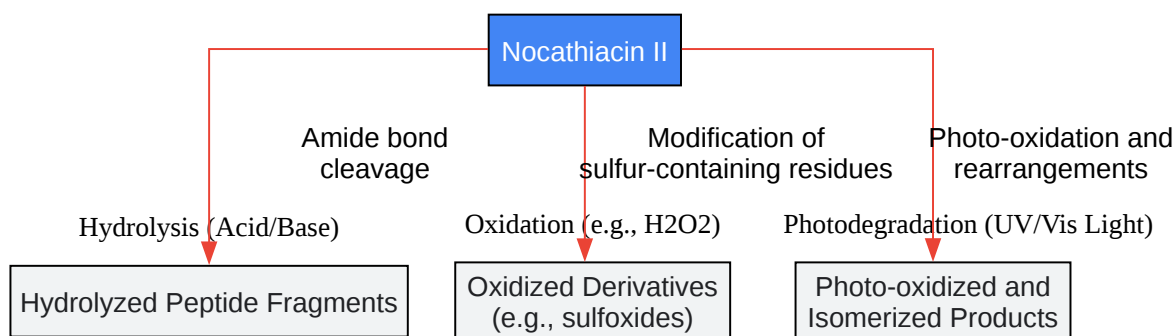 Nocathiacin II
Amide bond
cleavage
Modification of
sulfur-containing residues
Photo-oxidation and
rearrangements
Hydrolysis (Acid/Base)
Oxidation (e.g., H2O2)
Photodegradation (UV/Vis Light)
Hydrolyzed Peptide Fragments
Oxidized Derivatives
(e.g., sulfoxides)
Photo-oxidized and
Isomerized Products